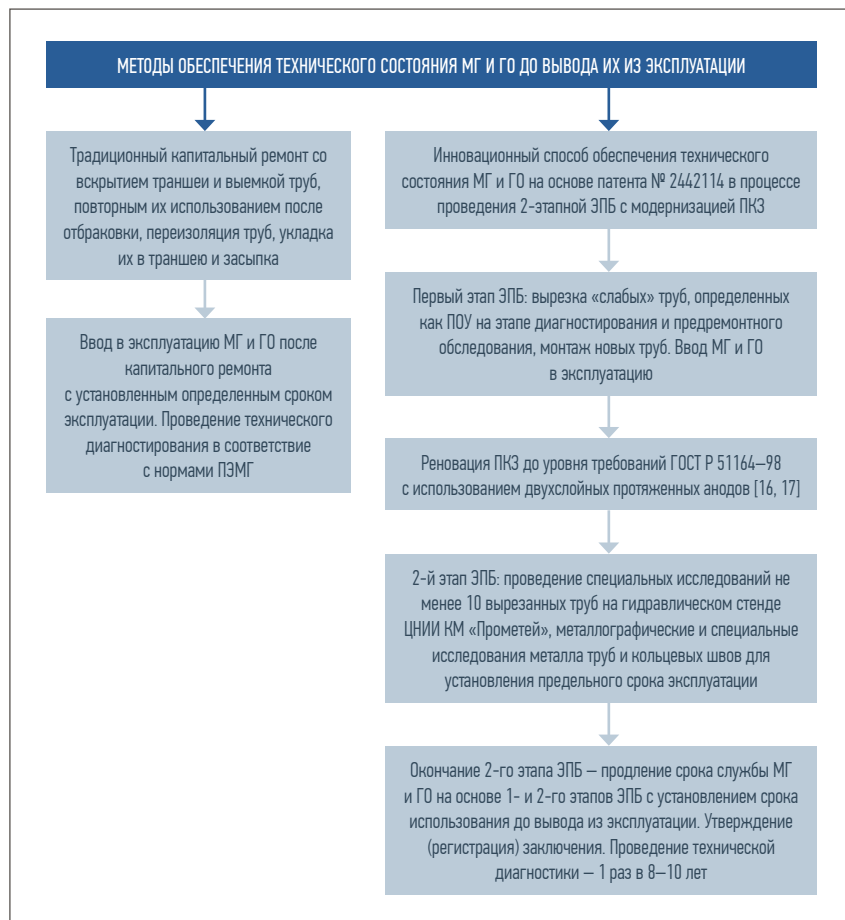 МЕТОДЫ ОБЕСПЕЧЕНИЯ ТЕХНИЧЕСКОГО СОСТОЯНИЯ МГ И ГО ДО ВЫВОДА ИХ ИЗ ЭКСПЛУАТАЦИИ
Традиционный капитальный ремонт со
вскрытием траншеи и выемкой труб,
повторным их использованием после
отбраковки, переизоляция труб, укладка
их в траншею и засыпка
Ввод в эксплуатацию МГ и ГО после
капитального ремонта
с установленным определенным сроком
эксплуатации. Проведение технического
диагностирования в соответствие
с нормами ПЭМГ
Инновационный способ обеспечения технического
состояния МГ и ГО на основе патента № 2442114 в процессе
проведения 2-этапной ЭПБ с модернизацией ПКЗ
Первый этап ЭПБ: вырезка «слабых» труб, определенных
как ПОУ на этапе диагностирования и предремонтного
обследования, монтаж новых труб. Ввод МГ и ГО
в эксплуатацию
Реновация ПКЗ до уровня требований ГОСТ Р 51164–98
с использованием двухслойных протяженных анодов [16, 17]
2-й этап ЭПБ: проведение специальных исследований не
менее 10 вырезанных труб на гидравлическом стенде
ЦНИИ КМ «Прометей», металлографические и специальные
исследования металла труб и кольцевых швов для
установления предельного срока эксплуатации
Окончание 2-го этапа ЭПБ – продление срока службы МГ
и ГО на основе 1- и 2-го этапов ЭПБ с установлением срока
использования до вывода из эксплуатации. Утверждение
(регистрация) заключения. Проведение технической
диагностики – 1 раз в 8–10 лет